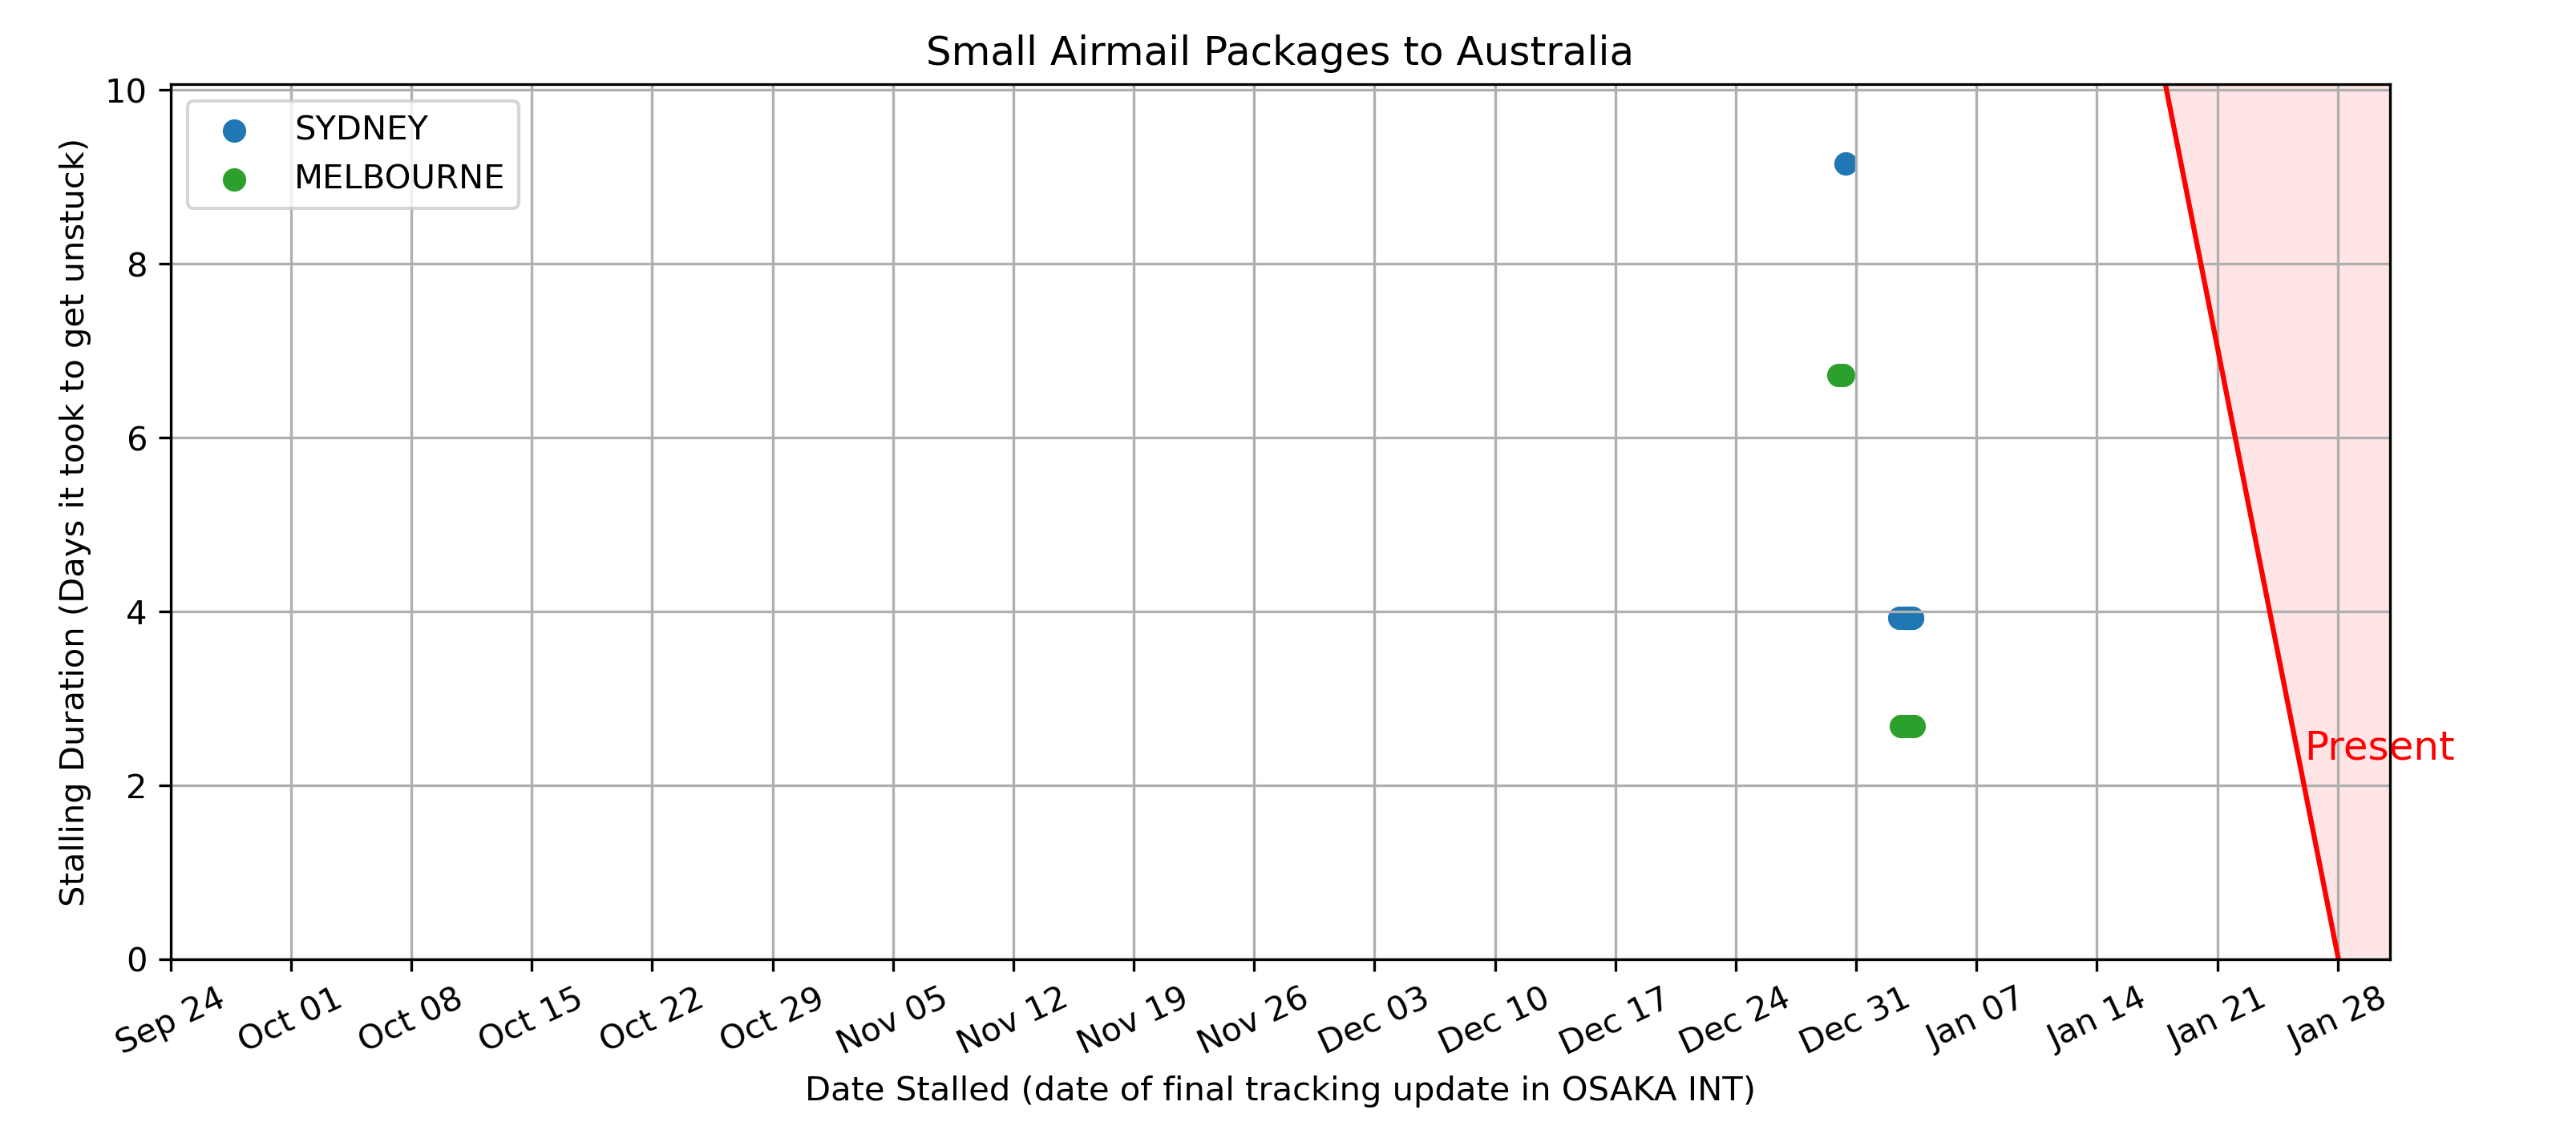 Small Airmail Packages to Australia
SYDNEY
MELBOURNE
Stalling Duration (Days it took to get unstuck)
10
8
6
4
2
0
Present
Sep 24
Oct 01
Oct 08
Oct 15
Oct 22
Oct 29
Nov 05
Nov 12
Nov 19
Nov 26
Dec 03
Dec 10
Dec 17
Dec 24
Dec 31
Jan 07
Jan 14
Jan 21
Jan 28
Date Stalled (date of final tracking update in OSAKA INT)